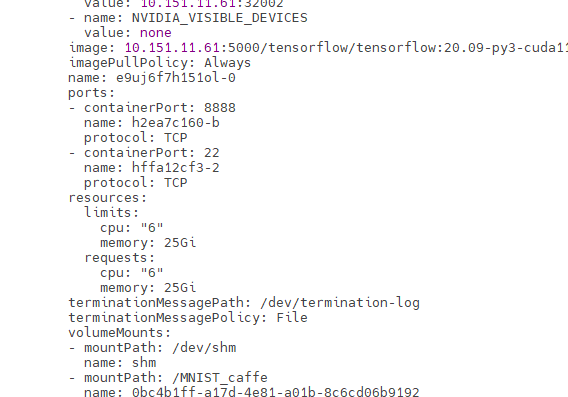 value: 10.151.11.61:32002
- name: NVIDIA_VISIBLE_DEVICES
value: none
image: 10.151.11.61:5000/tensorflow/tensorflow:20.09-py3-cuda11
imagePullPolicy: Always
name: e9uj6f7h151ol-0
ports:
- containerPort: 8888
name: h2ea7c160-b
protocol: TCP
- containerPort: 22
name: hffa12cf3-2
protocol: TCP
resources:
limits:
cpu: "6"
memory: 25Gi
requests:
cpu: "6"
memory: 25Gi
terminationMessagePath: /dev/termination-log
terminationMessagePolicy: File
volumeMounts:
- mountPath: /dev/shm
name: shm
- mountPath: /MNIST_caffe
name: 0bc4b1ff-a17d-4e81-a01b-8c6cd06b9192